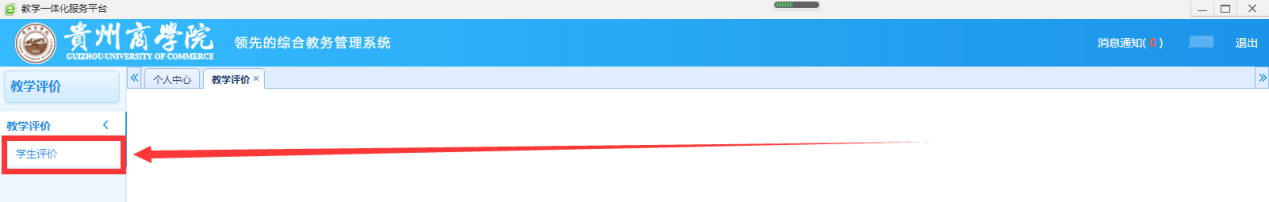 教学一体化服务平台
貴州商學院
GUIZHOU UNIVERSITY OF COMMERCE
领先的综合教务管理系统
消息通知(0)
退出
教学评价
个人中心
教学评价
教学评价
学生评价